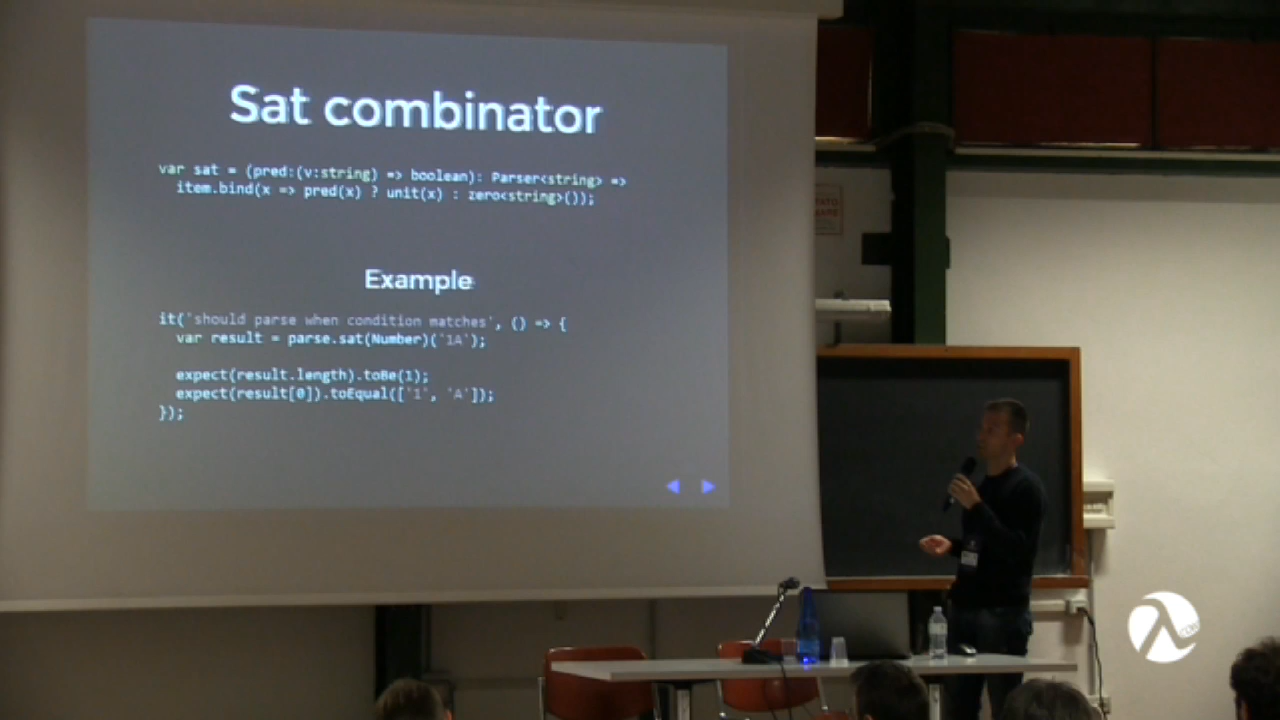 Sat combinator
var sat = (pred:(v:string) => boolean): Parser<string> =>
item.bind(x => pred(x) ? unit(x) : zero<string>());
Example
it('should parse when condition matches', () => {
var result = parse.sat(Number)('1A');
expect(result.length).toBe(1);
expect(result[0]).toEqual(['1', 'A']);
});